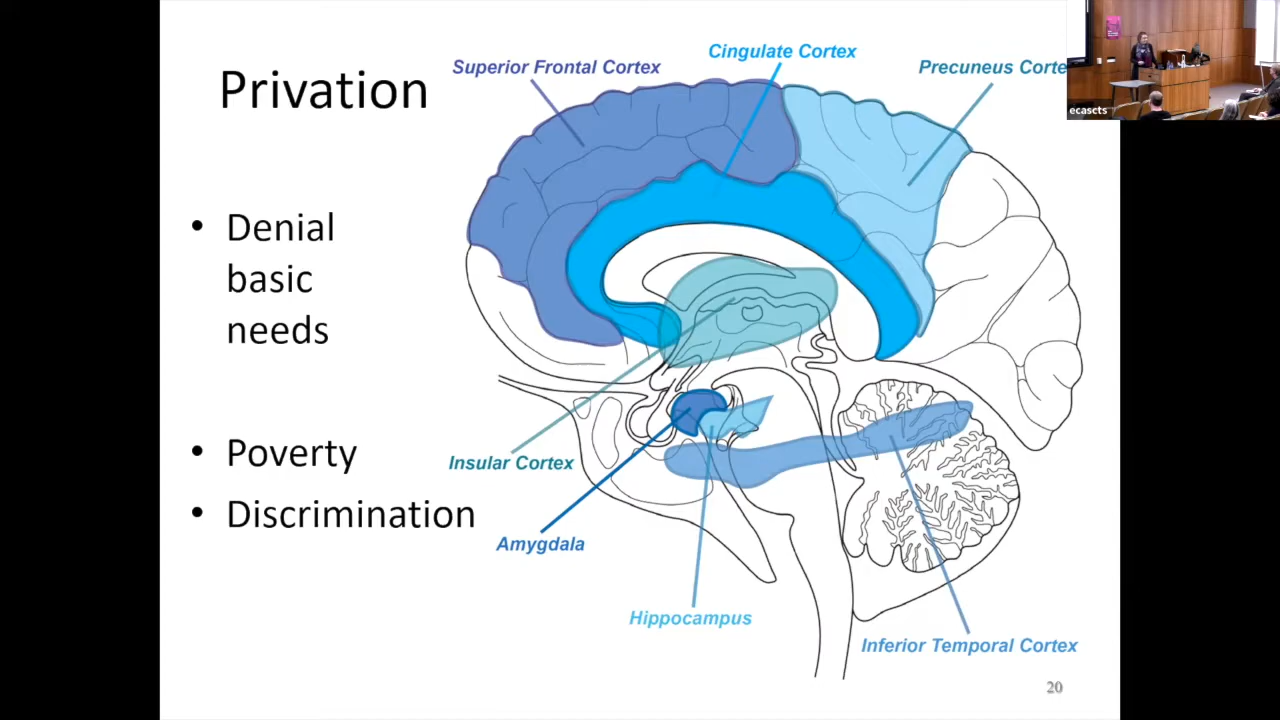 Privation
Superior Frontal Cortex
Cingulate Cortex
Precuneus Corte
ecascts
• Denial
basic
needs
• Poverty
• Discrimination
Insular Cortex
Amygdala
Hippocampus
Inferior Temporal Cortex
20